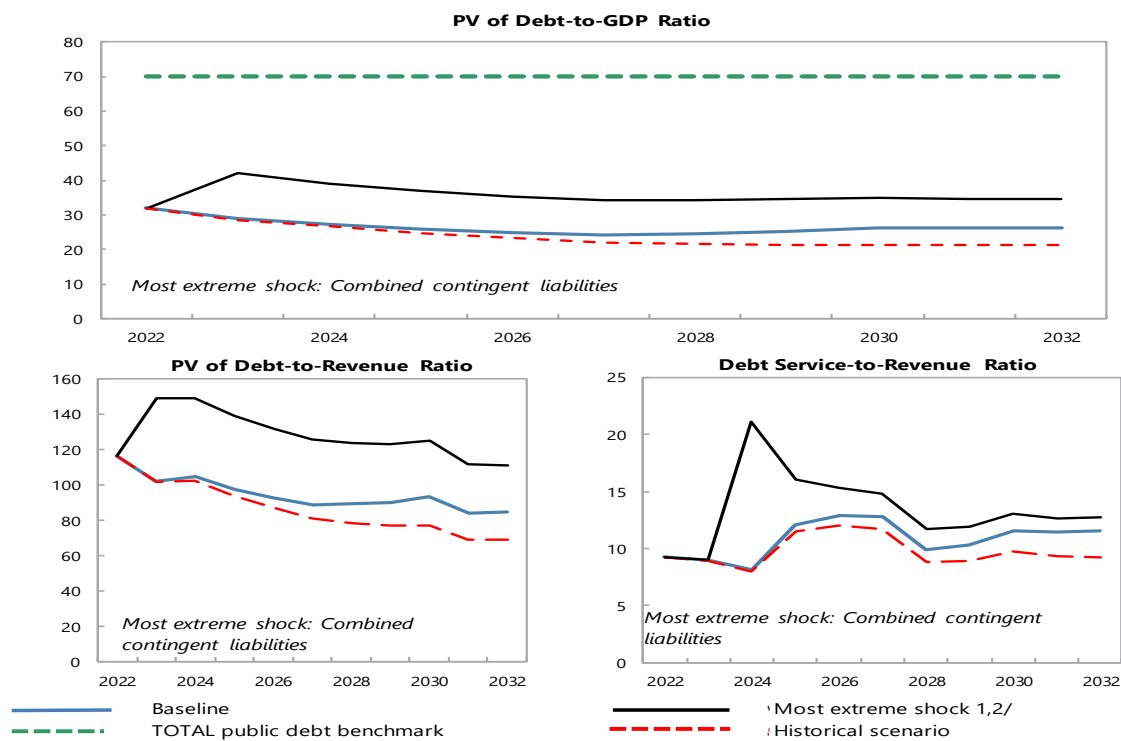 PV of Debt-to-GDP Ratio
80
70
60
50
40
30
20
10
0
Most extreme shock: Combined contingent liabilities
2022 2024 2026 2028 2030 2032
PV of Debt-to-Revenue Ratio
160
140
120
100
80
60
40
20
0
Most extreme shock: Combined
contingent liabilities
2022 2024 2026 2028 2030 2032
Debt Service-to-Revenue Ratio
25
20
15
10
5
0
Most extreme shock: Combined contingent
liabilities
2022 2024 2026 2028 2030 2032
Baseline
Most extreme shock 1,2/
TOTAL public debt benchmark
Historical scenario